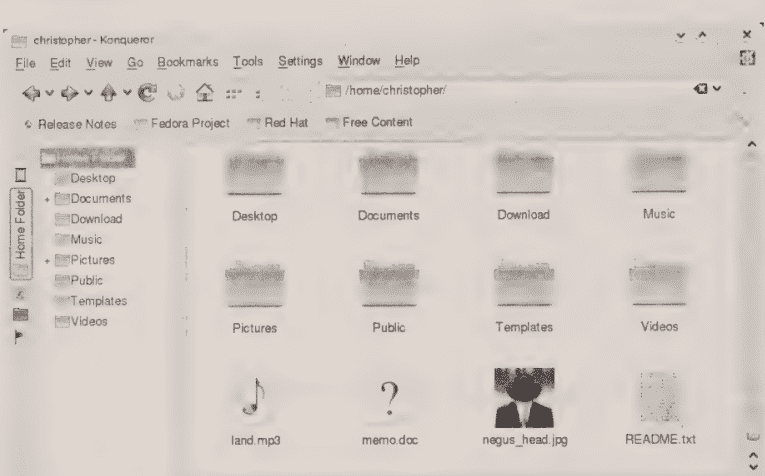 christopher - Konqueror
File Edit View Go Bookmarks Tools Settings Window Help
/home/christopher/
Release Notes Fedora Project Red Hat Free Content
Home Folder
Desktop
Documents
Download
Music
Pictures
Public
Templates
Videos
Desktop Documents Download Music
Pictures Public Templates Videos
land.mp3 memo.doc negus_head.jpg README.txt